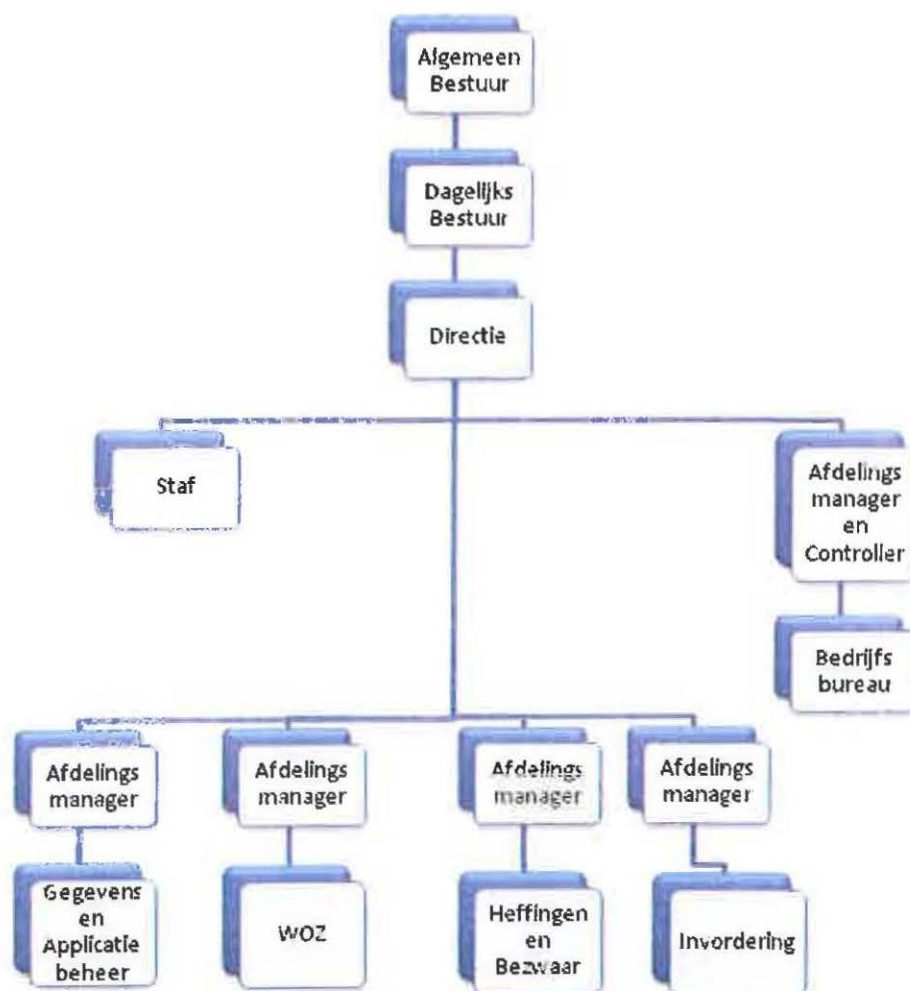 Algemeen
Bestuur
Dagelijks
Bestuur
Directie
Staf
Afdelings
manager
en
Controller
Bedrijfs
bureau
Afdelings
manager
Afdelings
manager
Afdelings
manager
Afdelings
manager
Gegevens
en
Applicatie
beheer
WOZ
Heffingen
en
Bezwaar
Invordering